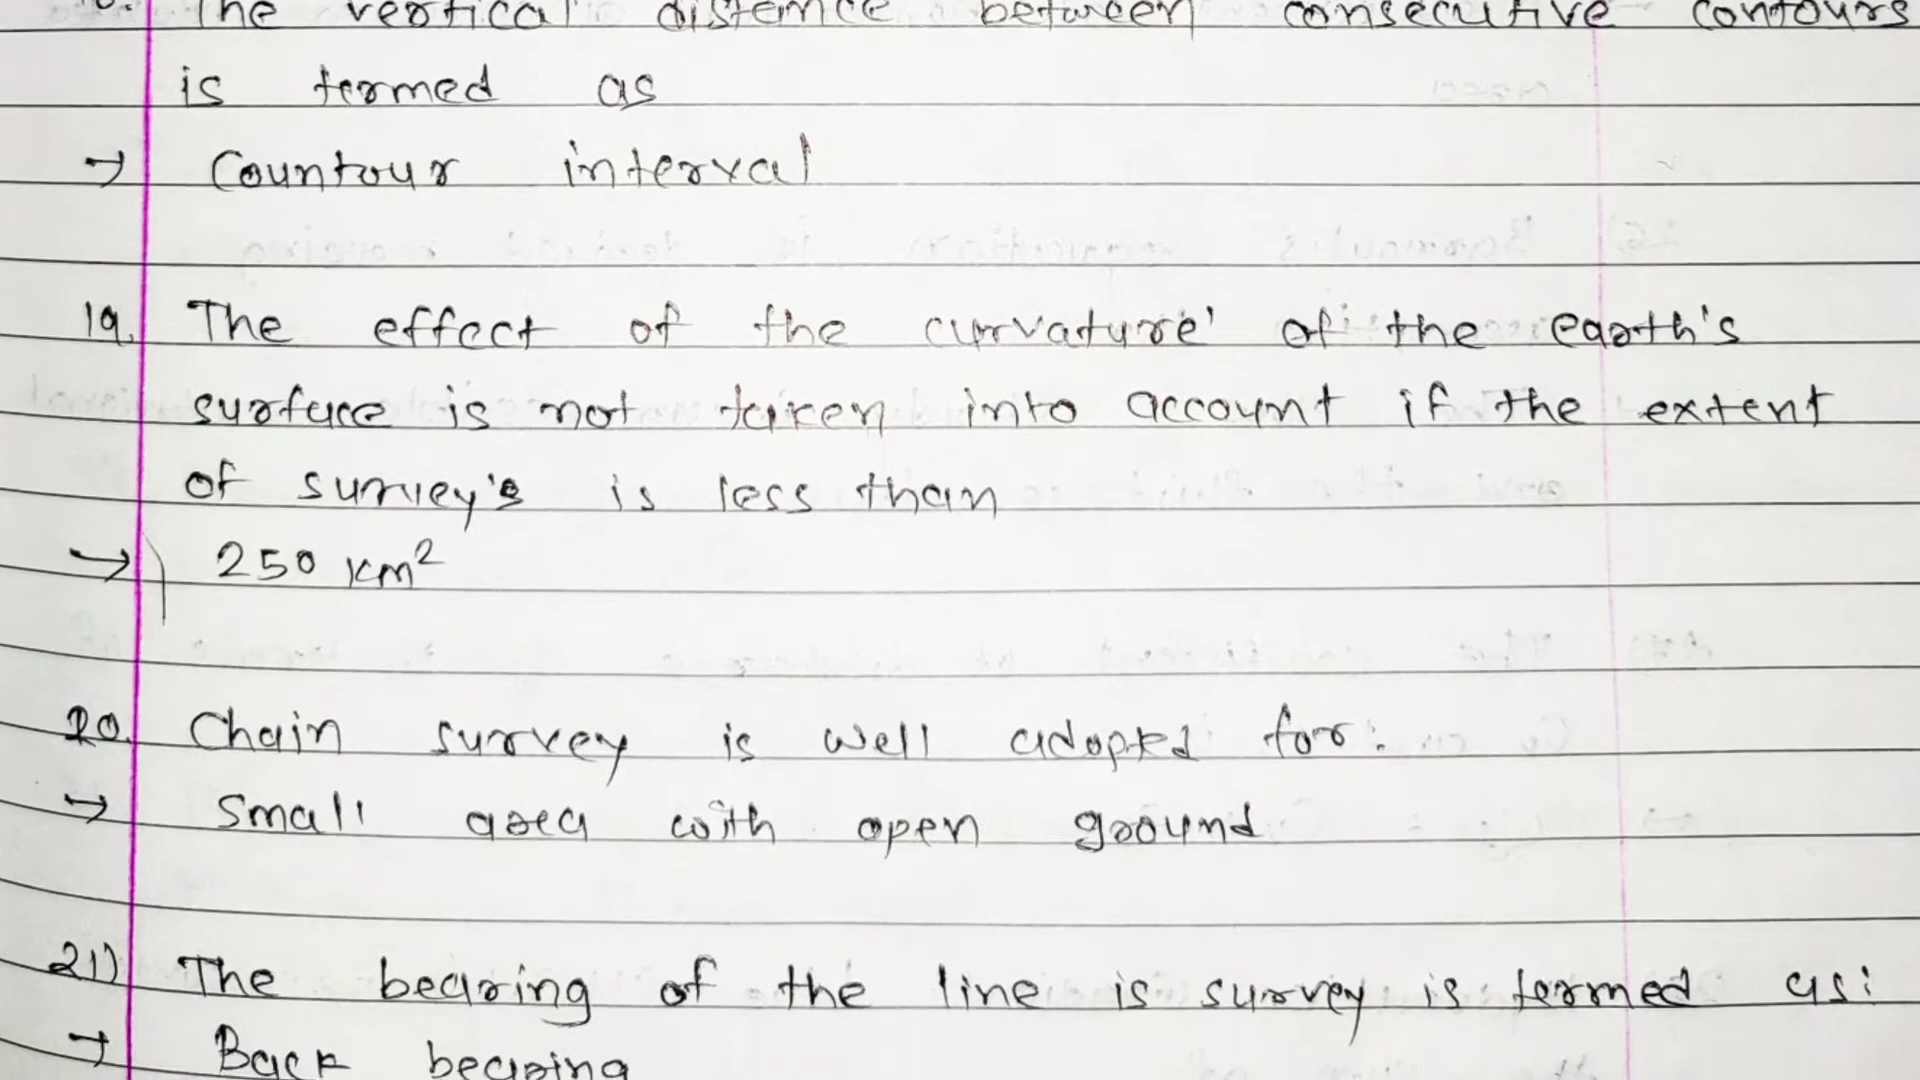 The vertical distance between consecutive contours
is termed as
→ Countour interval
19. The effect of the curvature' of the earth's
surface is not taken into account if the extent
of survey's is less than
→ 250 km²
20. Chain survey is well adopted for:
→ Small area with open ground
21) The bearing of the line is survey is termed as:
→ Back bearing